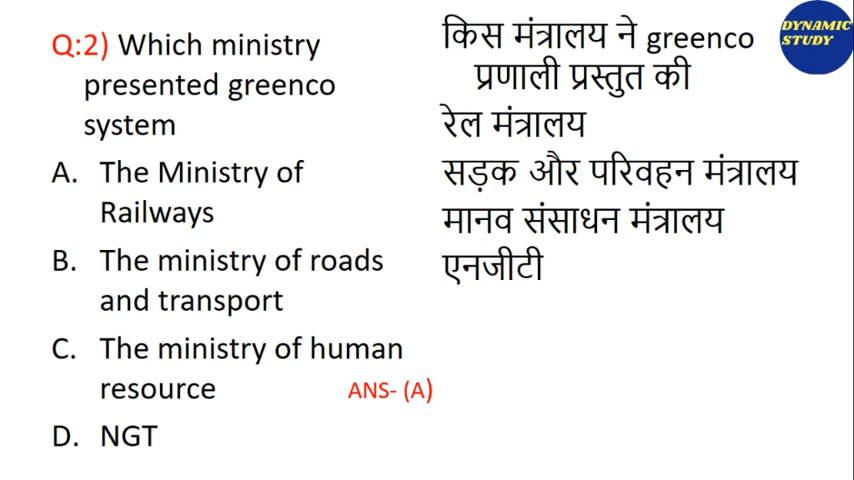 Q:2) Which ministry
presented greenco
system
A. The Ministry of
Railways
B. The ministry of roads
and transport
C. The ministry of human
resource
ANS- (A)
D. NGT
किस मंत्रालय ने greenco
प्रणाली प्रस्तुत की
रेल मंत्रालय
सड़क और परिवहन मंत्रालय
मानव संसाधन मंत्रालय
एनजीटी
DYNAMIC
STUDY